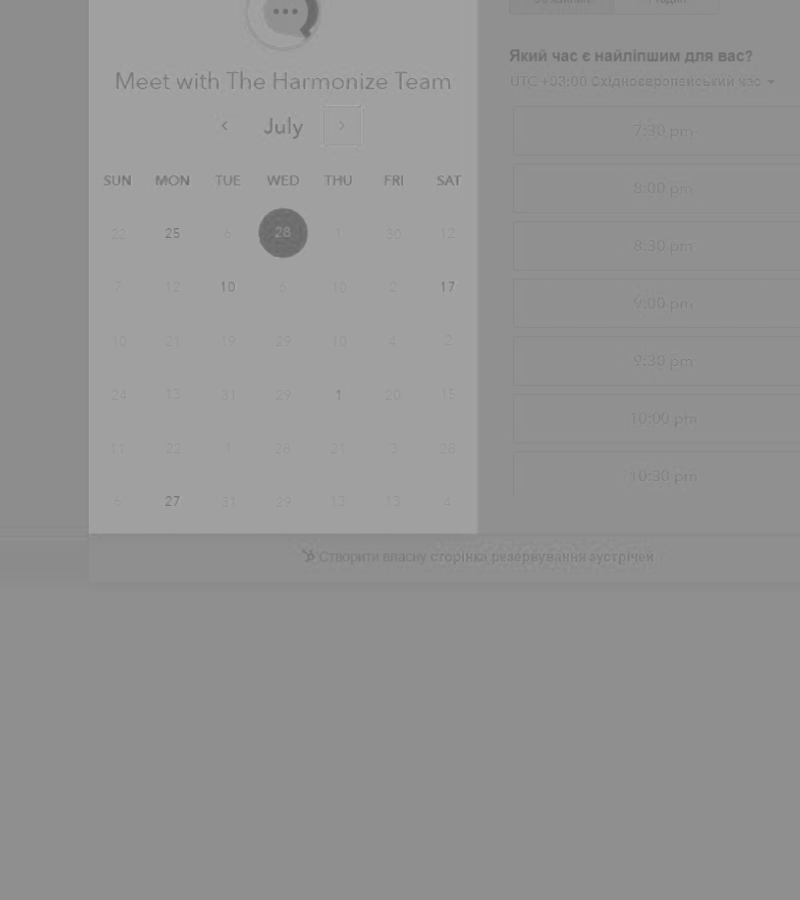 Meet with The Harmonize Team
July
SUN MON TUE WED THU FRI SAT
22 25 6 28 1 30 12
7 12 10 6 10 2 17
10 21 19 29 10 4 2
24 13 31 29 1 20 15
11 22 1 28 21 3 28
6 27 31 29 13 13 4
Який час є найліпшим для вас?
UTC +03:00 Східноєвропейський час
7:30 pm
8:00 pm
8:30 pm
9:00 pm
9:30 pm
10:00 pm
10:30 pm
Створити власну сторінка резервування зустрічей